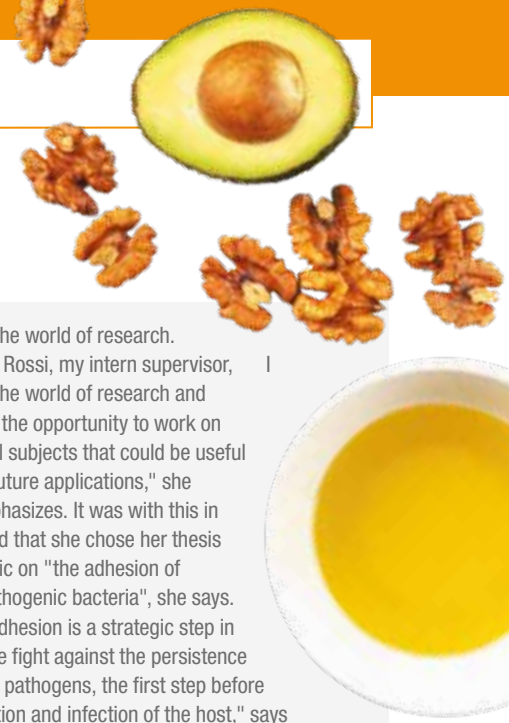 he world of research.
Rossi, my intern supervisor, I
he world of research and
the opportunity to work on
l subjects that could be useful
uture applications," she
hasizes. It was with this in
d that she chose her thesis
ic on "the adhesion of
thogenic bacteria", she says.
dhesion is a strategic step in
e fight against the persistence
pathogens, the first step before
tion and infection of the host," says